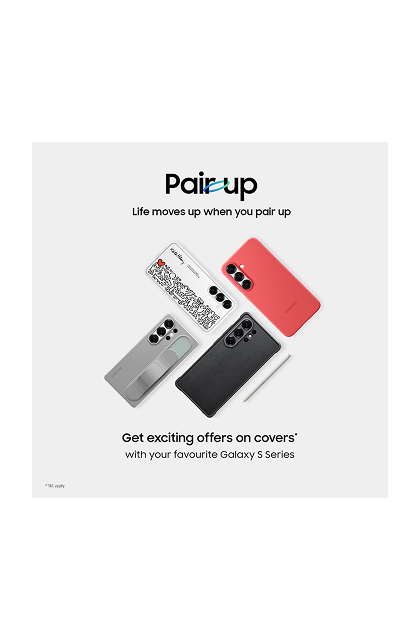 Pair up
Life moves up when you pair up
Get exciting offers on covers*
with your favourite Galaxy S Series
*T&C apply.